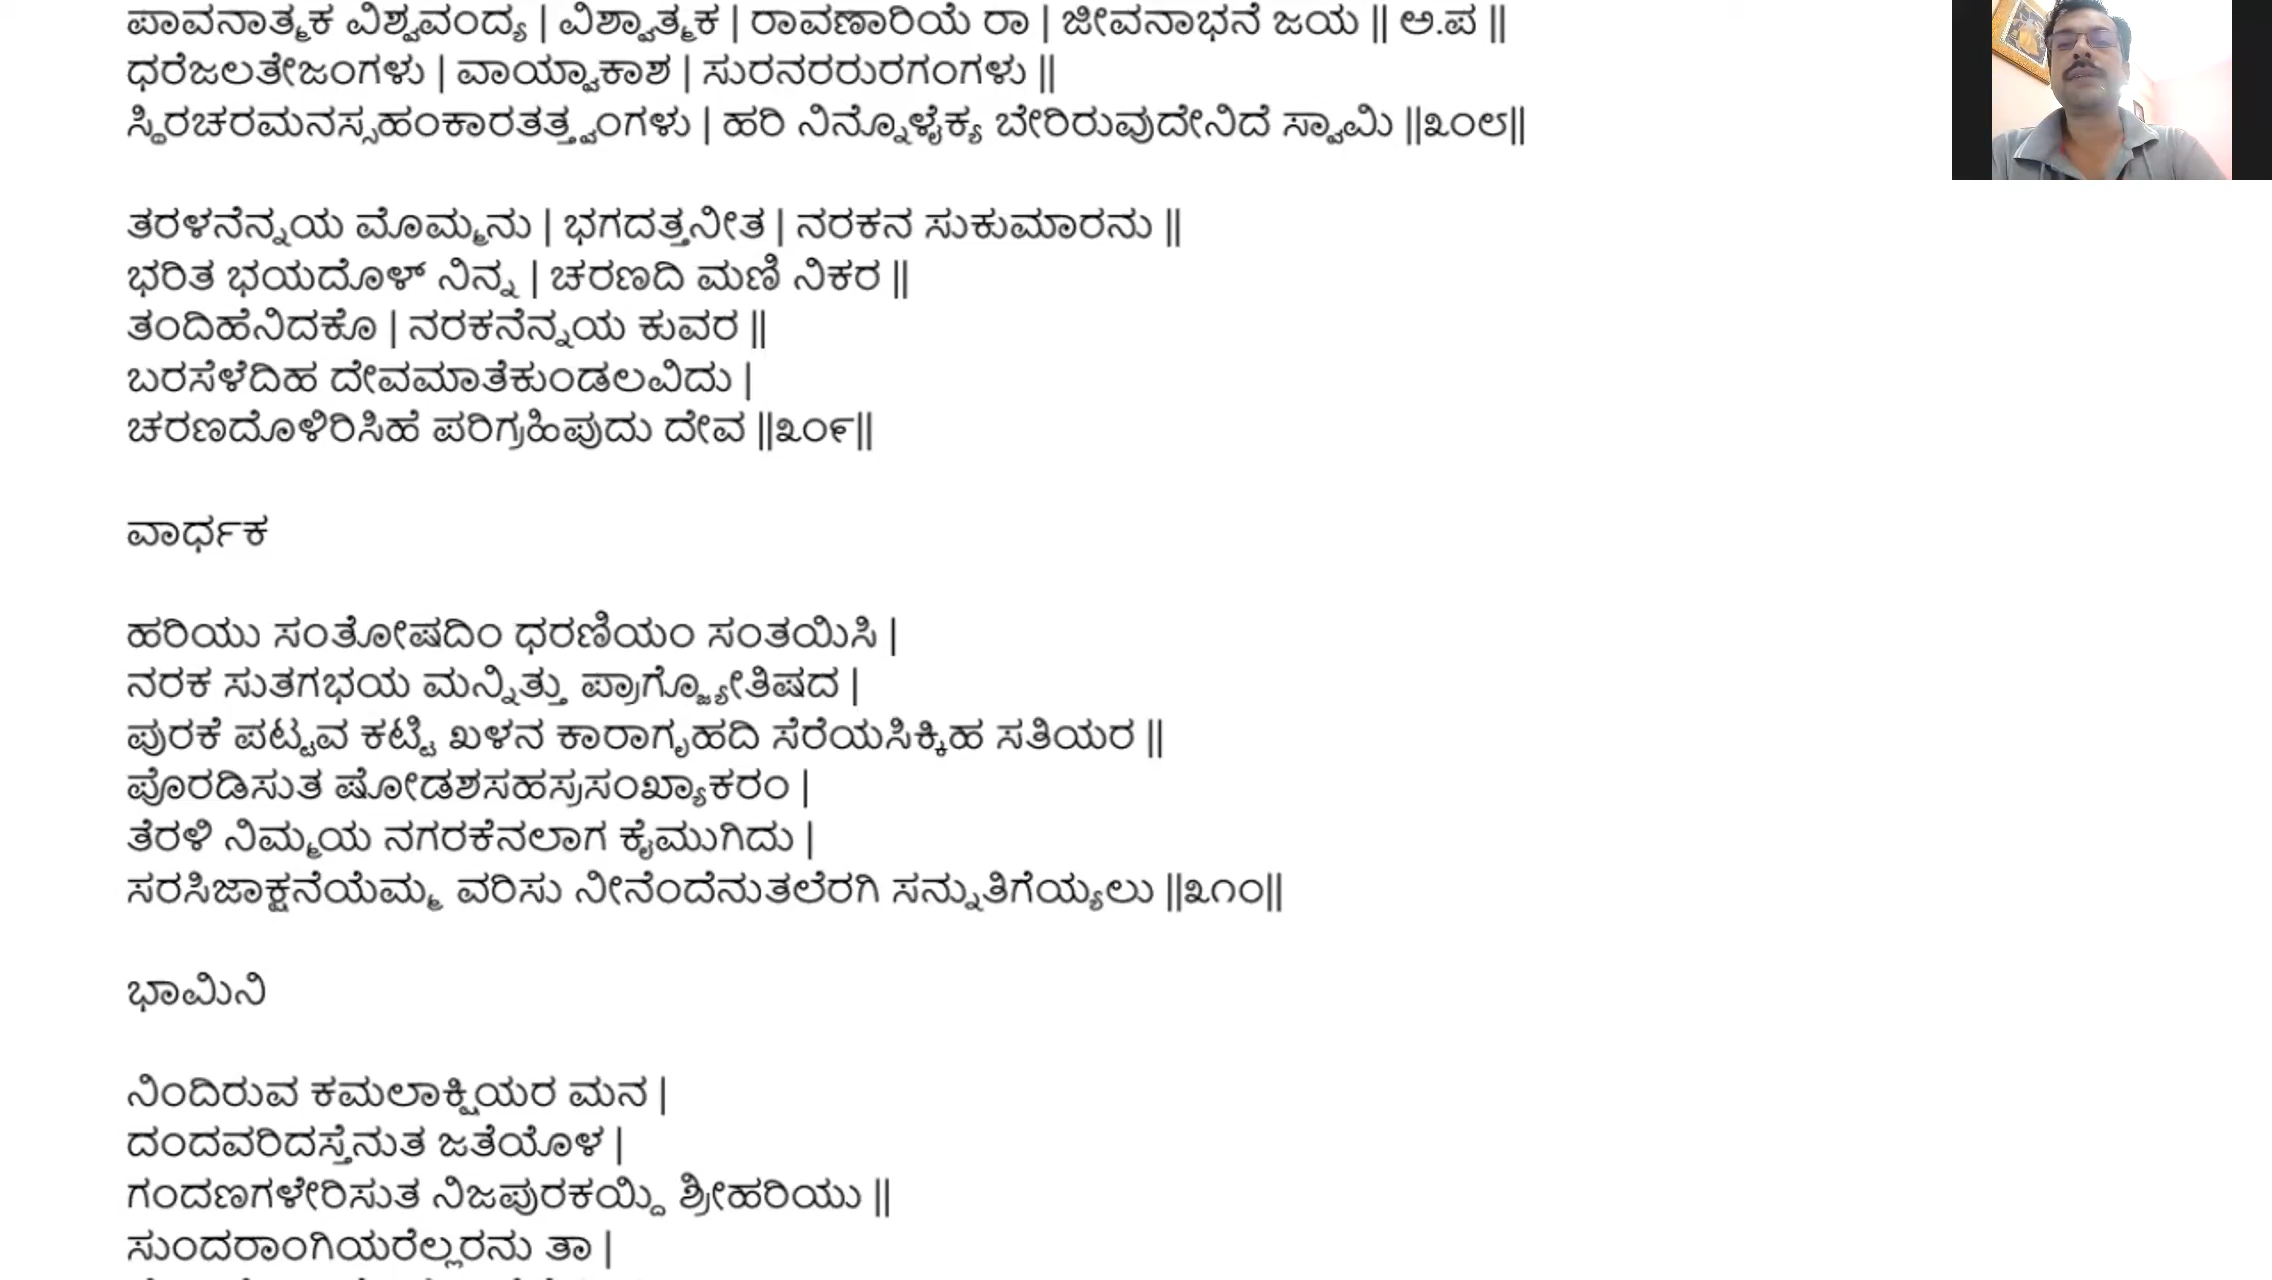 ಪಾವನಾತ್ಮಕ ವಿಶ್ವವಂದ್ಯ | ವಿಶ್ವಾತ್ಮಕ | ರಾವಣಾರಿಯೆ ರಾ | ಜೀವನಾಭನೆ ಜಯ || ಅ.ಪ ||
ಧರೆಜಲತೇಜಂಗಳು | ವಾಯ್ವಾಕಾಶ | ಸುರನರರುರಗಂಗಳು ||
ಸ್ಥಿರಚರಮನಸ್ಸಹಂಕಾರತತ್ತ್ವಂಗಳು | ಹರಿ ನಿನ್ನೊಳೈಕ್ಯ ಬೇರಿರುವುದೇನಿದೆ ಸ್ವಾಮಿ ||೩೦೮||
ತರಳನೆನ್ನಯ ಮೊಮ್ಮನು | ಭಗದತ್ತನೀತ | ನರಕನ ಸುಕುಮಾರನು ||
ಭರಿತ ಭಯದೊಳ್ ನಿನ್ನ | ಚರಣದಿ ಮಣಿ ನಿಕರ ||
ತಂದಿಹೆನಿದಕೊ | ನರಕನೆನ್ನಯ ಕುವರ ||
ಬರಸೆಳೆದಿಹ ದೇವಮಾತೆಕುಂಡಲವಿದು |
ಚರಣದೊಳಿರಿಸಿಹೆ ಪರಿಗ್ರಹಿಪುದು ದೇವ ||೩೦೯||
ವಾರ್ಧಕ
ಹರಿಯು ಸಂತೋಷದಿಂ ಧರಣಿಯಂ ಸಂತಯಿಸಿ |
ನರಕ ಸುತಗಭಯ ಮನ್ನಿತ್ತು ಪ್ರಾಗ್ಜ್ಯೋತಿಷದ |
ಪುರಕೆ ಪಟ್ಟವ ಕಟ್ಟಿ ಖಳನ ಕಾರಾಗೃಹದಿ ಸೆರೆಯಸಿಕ್ಕಿಹ ಸತಿಯರ ||
ಪೊರಡಿಸುತ ಷೋಡಶಸಹಸ್ರಸಂಖ್ಯಾಕರಂ |
ತೆರಳಿ ನಿಮ್ಮಯ ನಗರಕೆನಲಾಗ ಕೈಮುಗಿದು |
ಸರಸಿಜಾಕ್ಷನೆಯೆಮ್ಮ ವರಿಸು ನೀನೆಂದೆನುತಲೆರಗಿ ಸನ್ನುತಿಗೆಯ್ಯಲು ||೩೧೦||
ಭಾಮಿನಿ
ನಿಂದಿರುವ ಕಮಲಾಕ್ಷಿಯರ ಮನ |
ದಂದವರಿದಸ್ತೆನುತ ಜತೆಯೊಳ |
ಗಂದಣಗಳೇರಿಸುತ ನಿಜಪುರಕಯ್ದಿ ಶ್ರೀಹರಿಯು ||
ಸುಂದರಾಂಗಿಯರೆಲ್ಲರನು ತಾ |